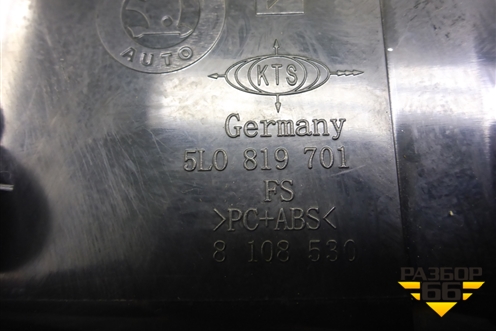 AUTO
KTS
Germany
5L0 819 701
FS
>PC+ABS<
8 108 530
РАЗБОР
66